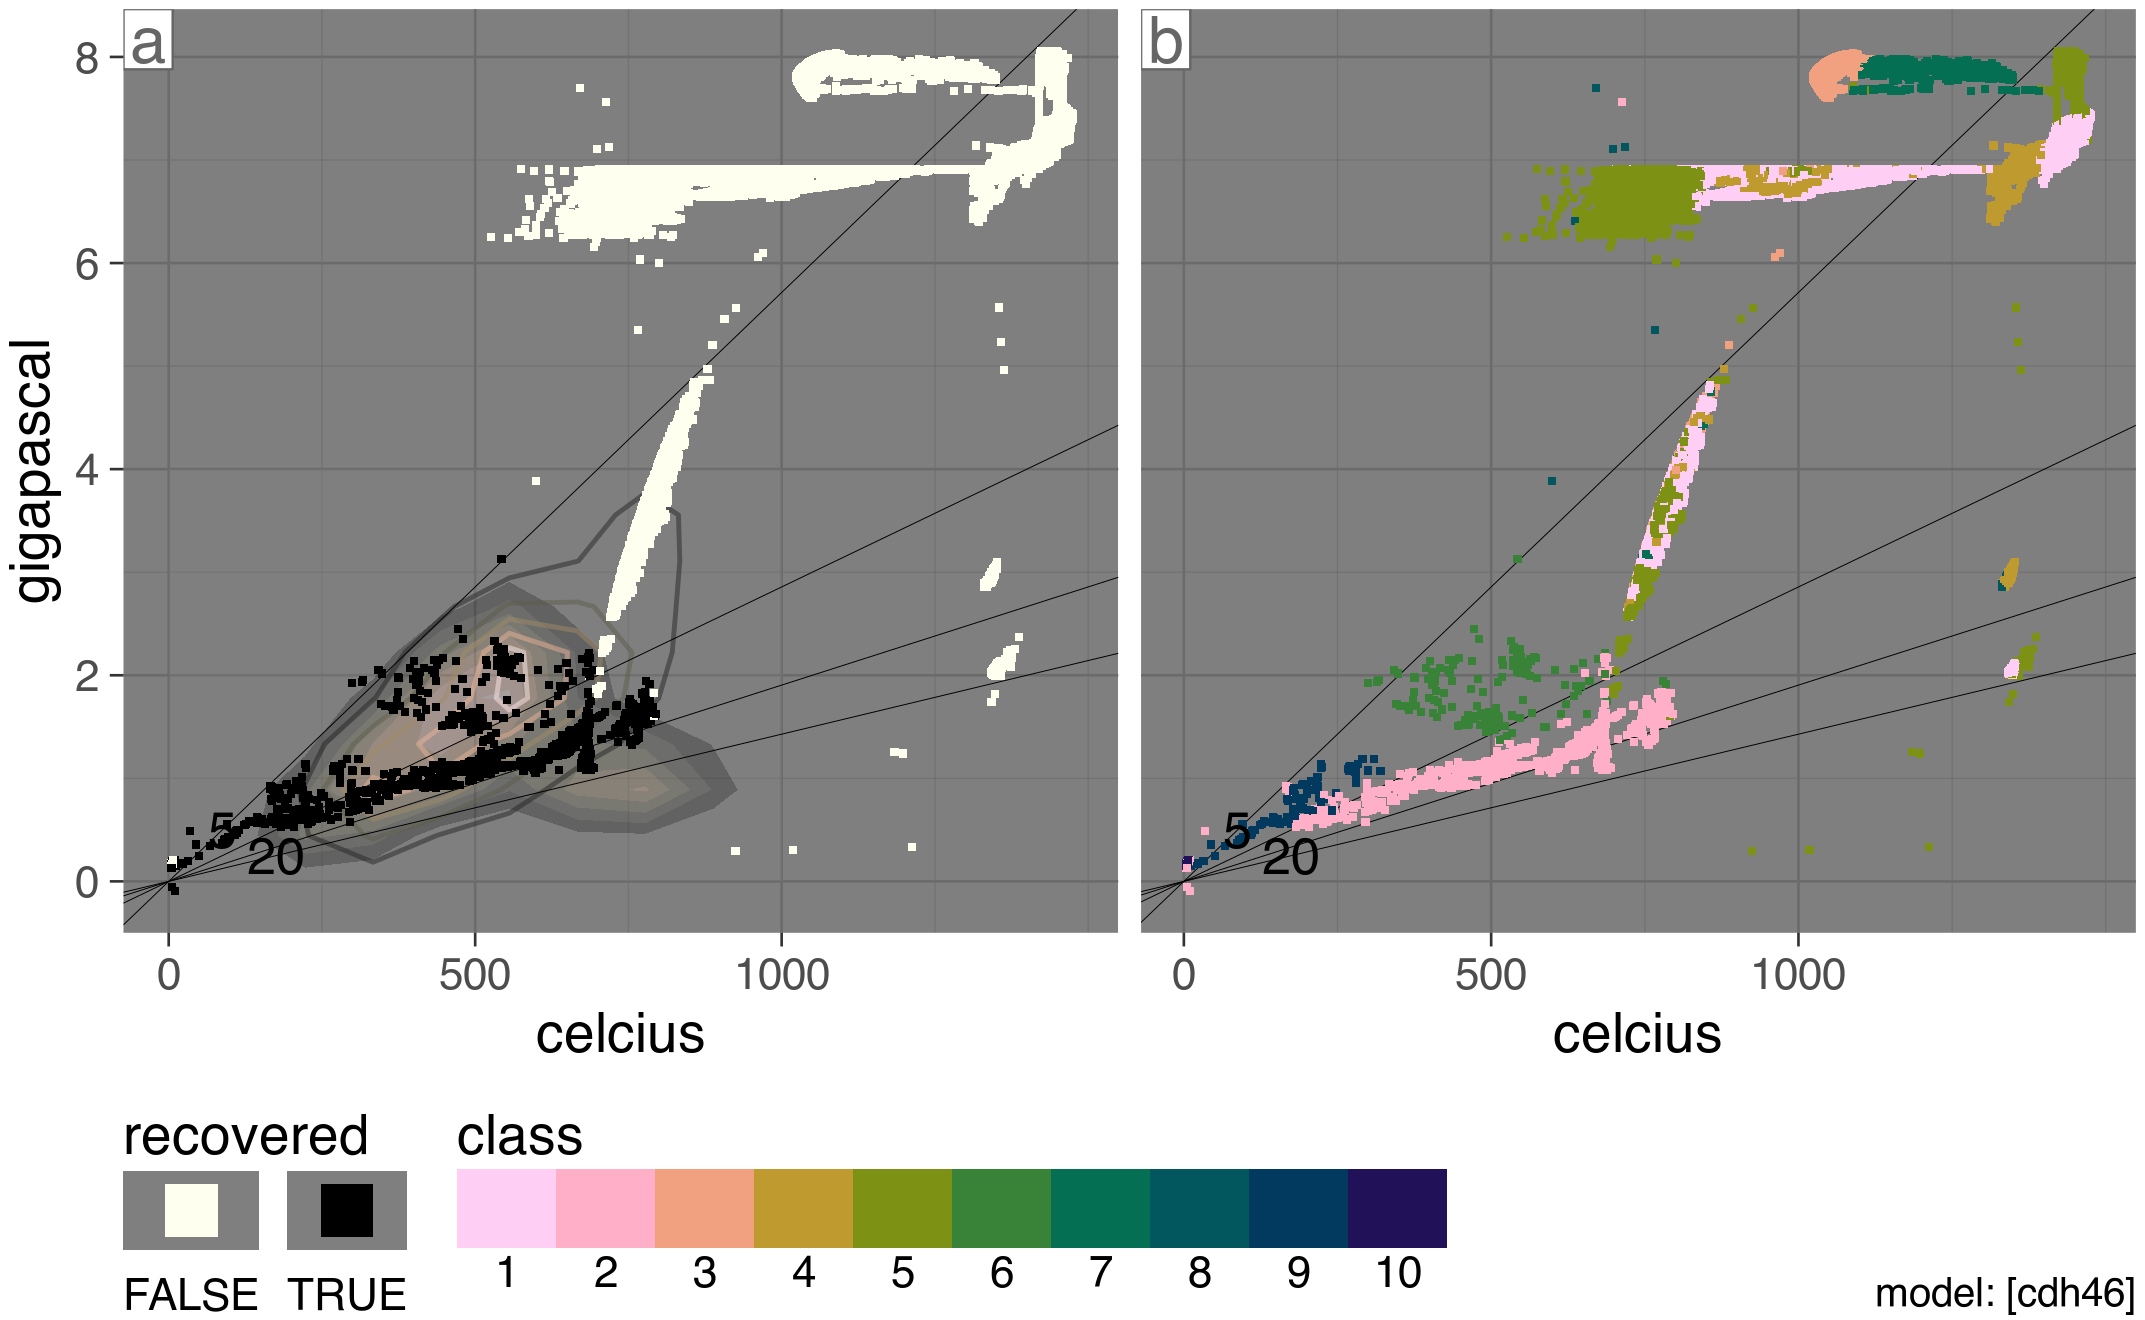 a
b
gigapascal
8
6
4
2
0
5
20
5
20
0 500 1000
0 500 1000
celcius
celcius
recovered
FALSE TRUE
class
1 2 3 4 5 6 7 8 9 10
model: [cdh46]